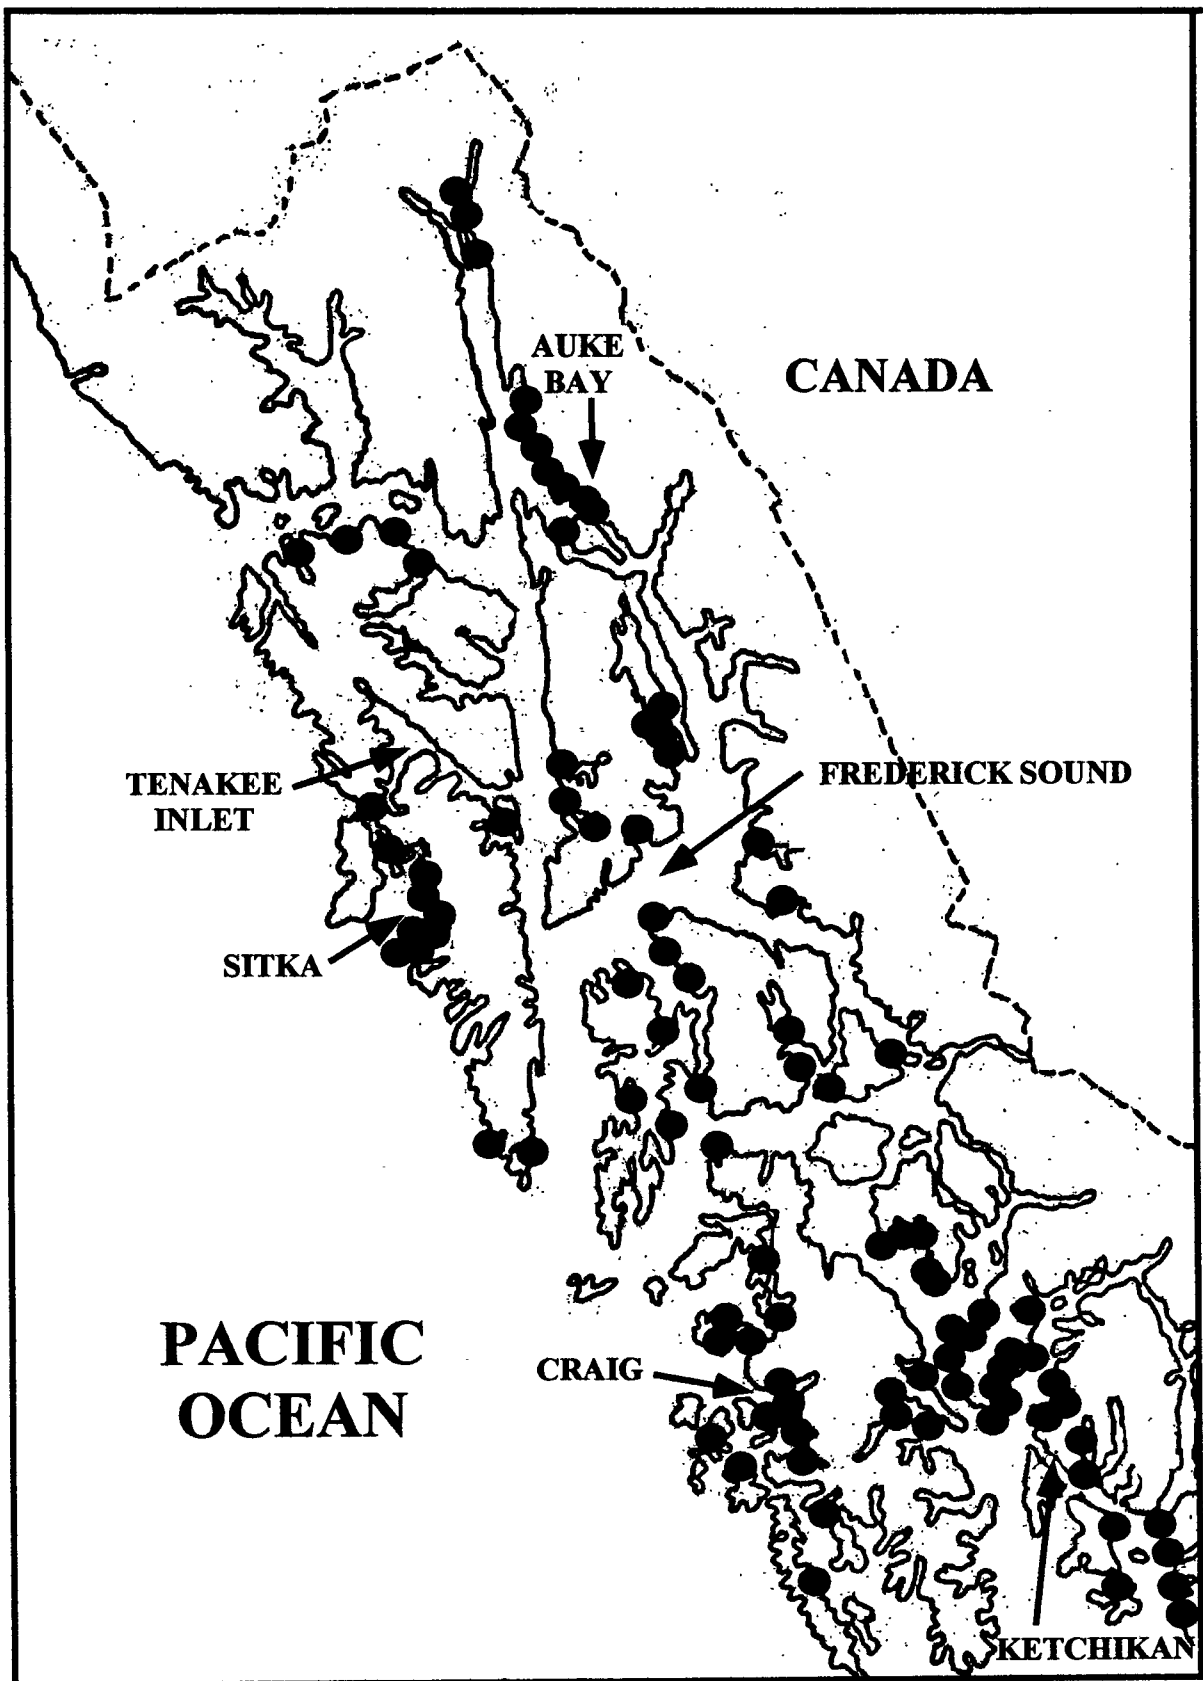 AUKE
BAY
CANADA
TENAKEE
INLET
FREDERICK SOUND
SITKA
PACIFIC
OCEAN
CRAIG
KETCHIKAN